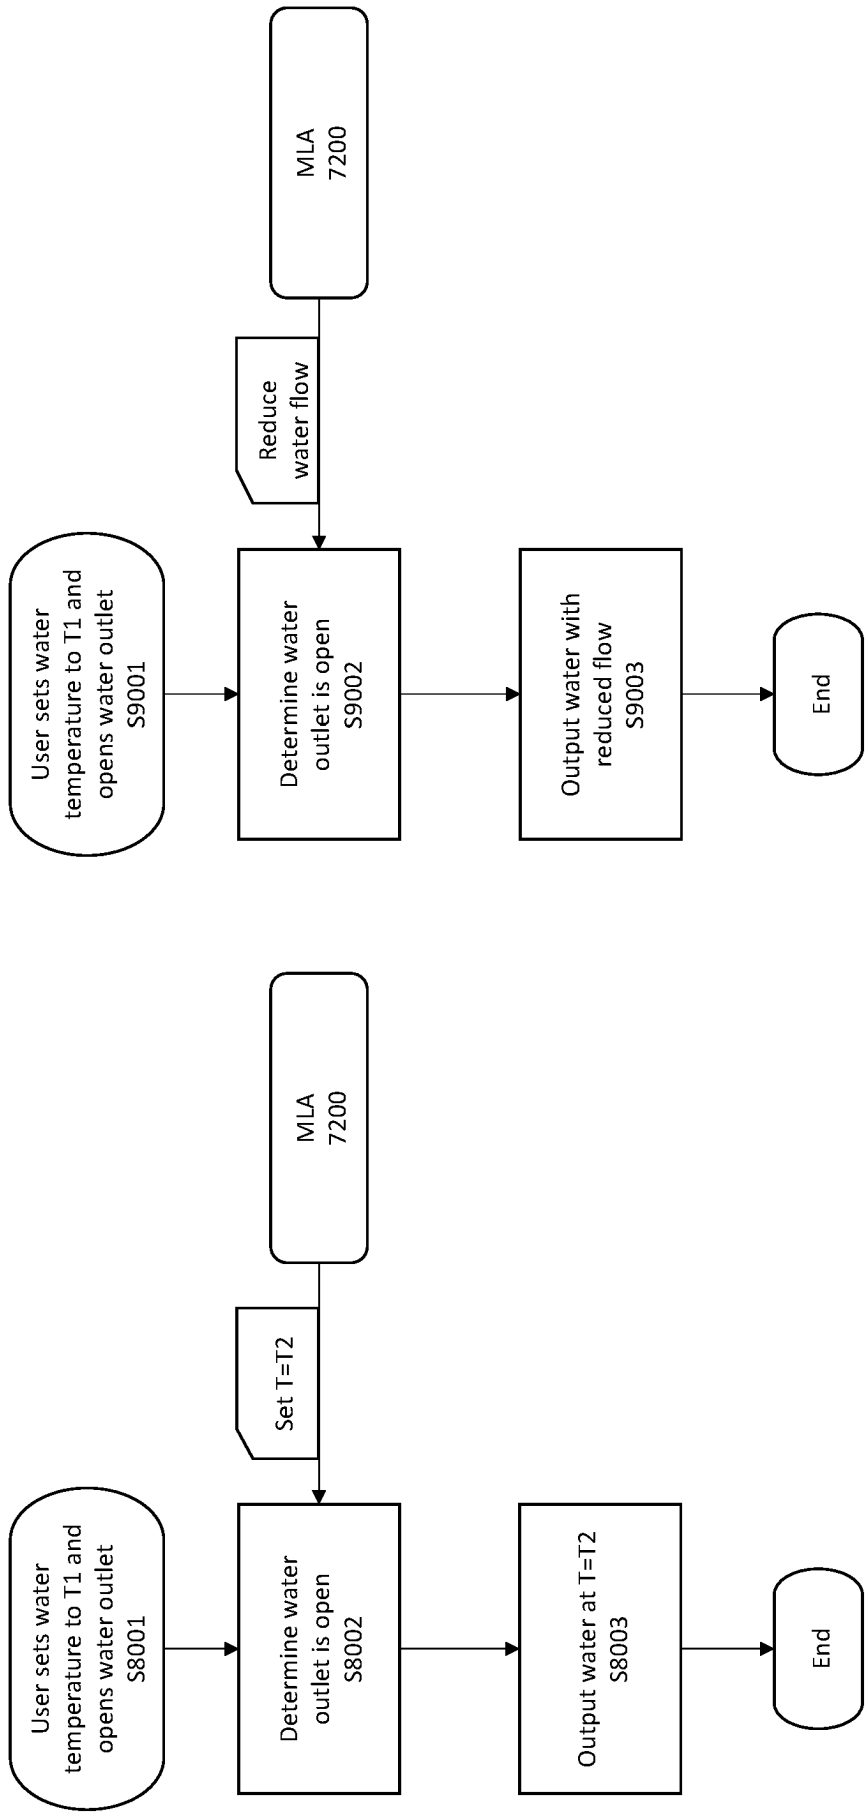 User sets water
temperature to T1 and
opens water outlet
S8001
Set T=T2
MLA
7200
Determine water
outlet is open
S8002
Output water at T=T2
S8003
End
User sets water
temperature to T1 and
opens water outlet
S9001
Reduce
water flow
MLA
7200
Determine water
outlet is open
S9002
Output water with
reduced flow
S9003
End